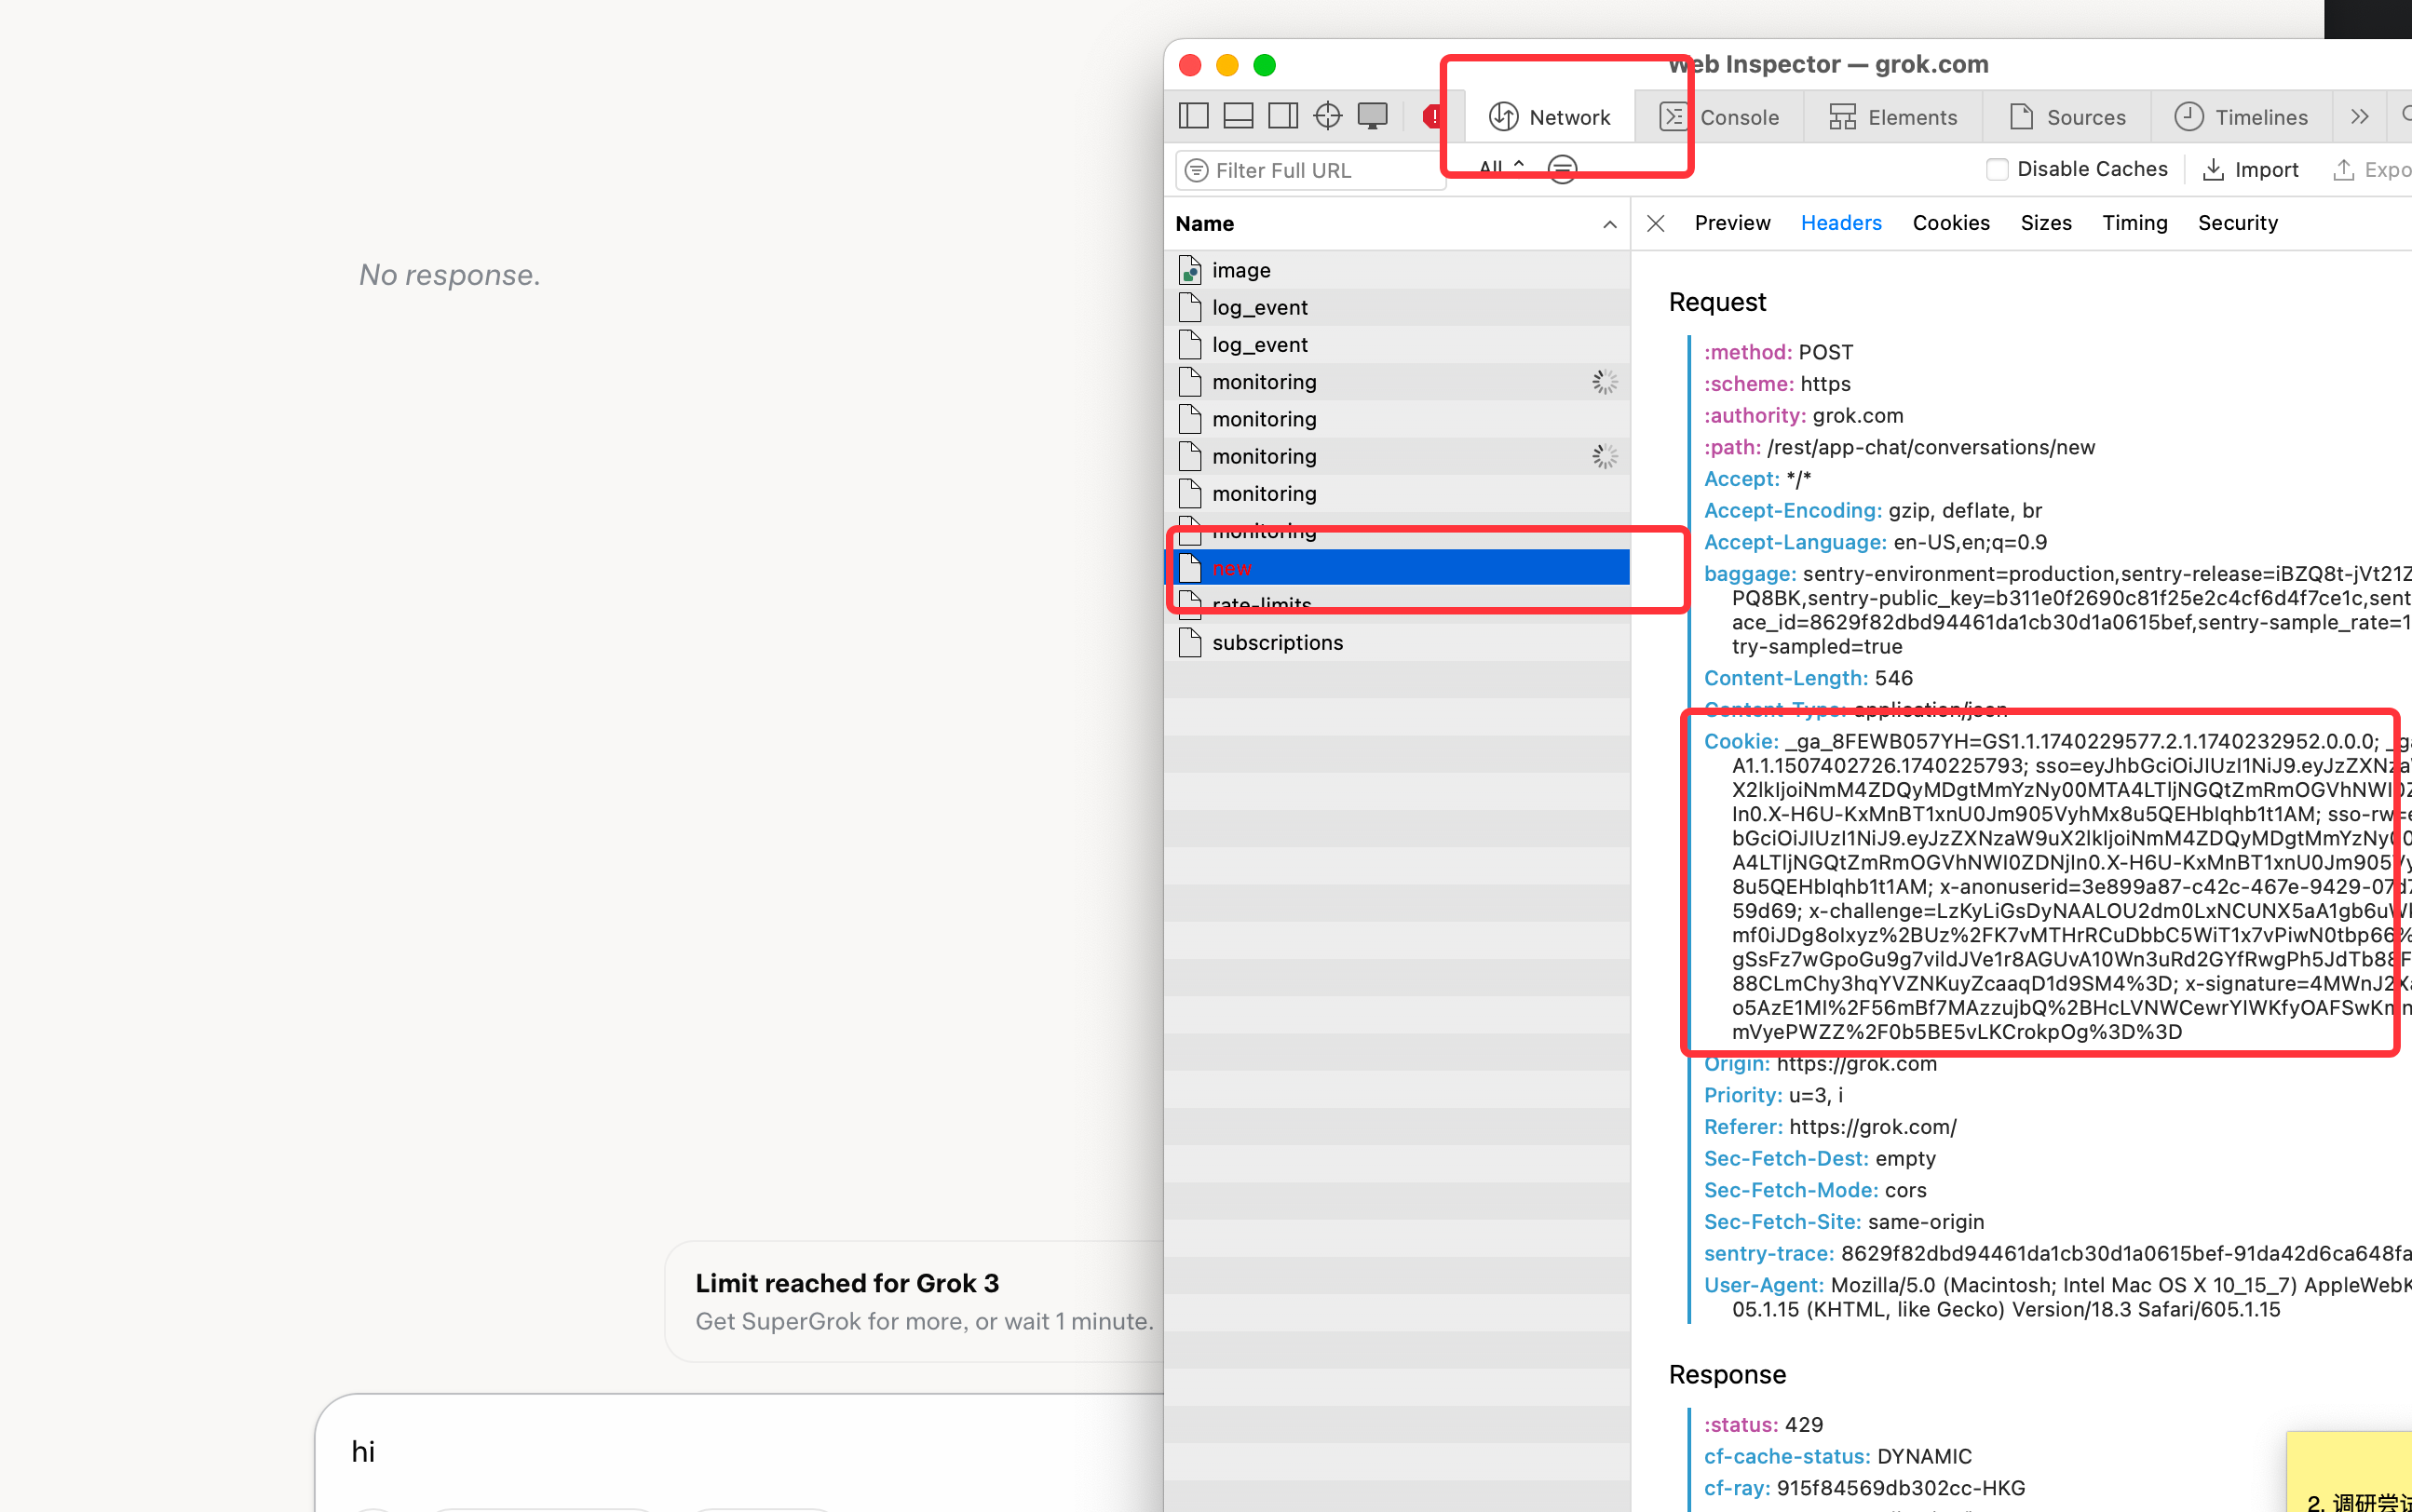 Web Inspector — grok.com
Network
Console
Elements
Sources
Timelines
Filter Full URL
All
Disable Caches
Import
Expo
Name
Preview
Headers
Cookies
Sizes
Timing
Security
No response.
image
log_event
log_event
monitoring
monitoring
monitoring
monitoring
monitoring
new
rate-limits
subscriptions
Request
:method: POST
:scheme: https
:authority: grok.com
:path: /rest/app-chat/conversations/new
Accept: */*
Accept-Encoding: gzip, deflate, br
Accept-Language: en-US,en;q=0.9
baggage: sentry-environment=production,sentry-release=iBZQ8t-jVt21Z
PQ8BK,sentry-public_key=b311e0f2690c81f25e2c4cf6d4f7ce1c,sent
ace_id=8629f82dbd94461da1cb30d1a0615bef,sentry-sample_rate=1
try-sampled=true
Content-Length: 546
Content-Type: application/json
Cookie: _ga_8FEWB057YH=GS1.1.1740229577.2.1.1740232952.0.0.0; _ga
A1.1.1507402726.1740225793; sso=eyJhbGciOiJIUzI1NiJ9.eyJzZXNza
X2lkIjoiNmM4ZDQyMDgtMmYzNy00MTA4LTljNGQtZmRmOGVhNWI0Z
In0.X-H6U-KxMnBT1xnU0Jm905VyhMx8u5QEHbIqhb1t1AM; sso-rw=e
bGciOiJIUzI1NiJ9.eyJzZXNzaW9uX2lkIjoiNmM4ZDQyMDgtMmYzNy00
A4LTljNGQtZmRmOGVhNWI0ZDNjIn0.X-H6U-KxMnBT1xnU0Jm905Vy
8u5QEHbIqhb1t1AM; x-anonuserid=3e899a87-c42c-467e-9429-07d7
59d69; x-challenge=LzKyLiGsDyNAALOU2dm0LxNCUNX5aA1gb6uW
mf0iJDg8oIxyz%2BUz%2FK7vMTHrRCuDbbC5WiT1x7vPiwN0tbp66%
gSsFz7wGpoGu9g7vildJVe1r8AGUvA10Wn3uRd2GYfRwgPh5JdTb88F
88CLmChy3hqYVZNKuyZcaaqD1d9SM4%3D; x-signature=4MWnJ2Xa
o5AzE1MI%2F56mBf7MAzzujbQ%2BHcLVNWCewrYIWKfyOAFSwKmn
mVyePWZZ%2F0b5BE5vLKCrokpOg%3D%3D
Origin: https://grok.com
Priority: u=3, i
Referer: https://grok.com/
Sec-Fetch-Dest: empty
Sec-Fetch-Mode: cors
Sec-Fetch-Site: same-origin
sentry-trace: 8629f82dbd94461da1cb30d1a0615bef-91da42d6ca648fa
User-Agent: Mozilla/5.0 (Macintosh; Intel Mac OS X 10_15_7) AppleWebK
05.1.15 (KHTML, like Gecko) Version/18.3 Safari/605.1.15
Limit reached for Grok 3
Get SuperGrok for more, or wait 1 minute.
Response
:status: 429
cf-cache-status: DYNAMIC
cf-ray: 915f84569db302cc-HKG
hi
2. 调研尝试